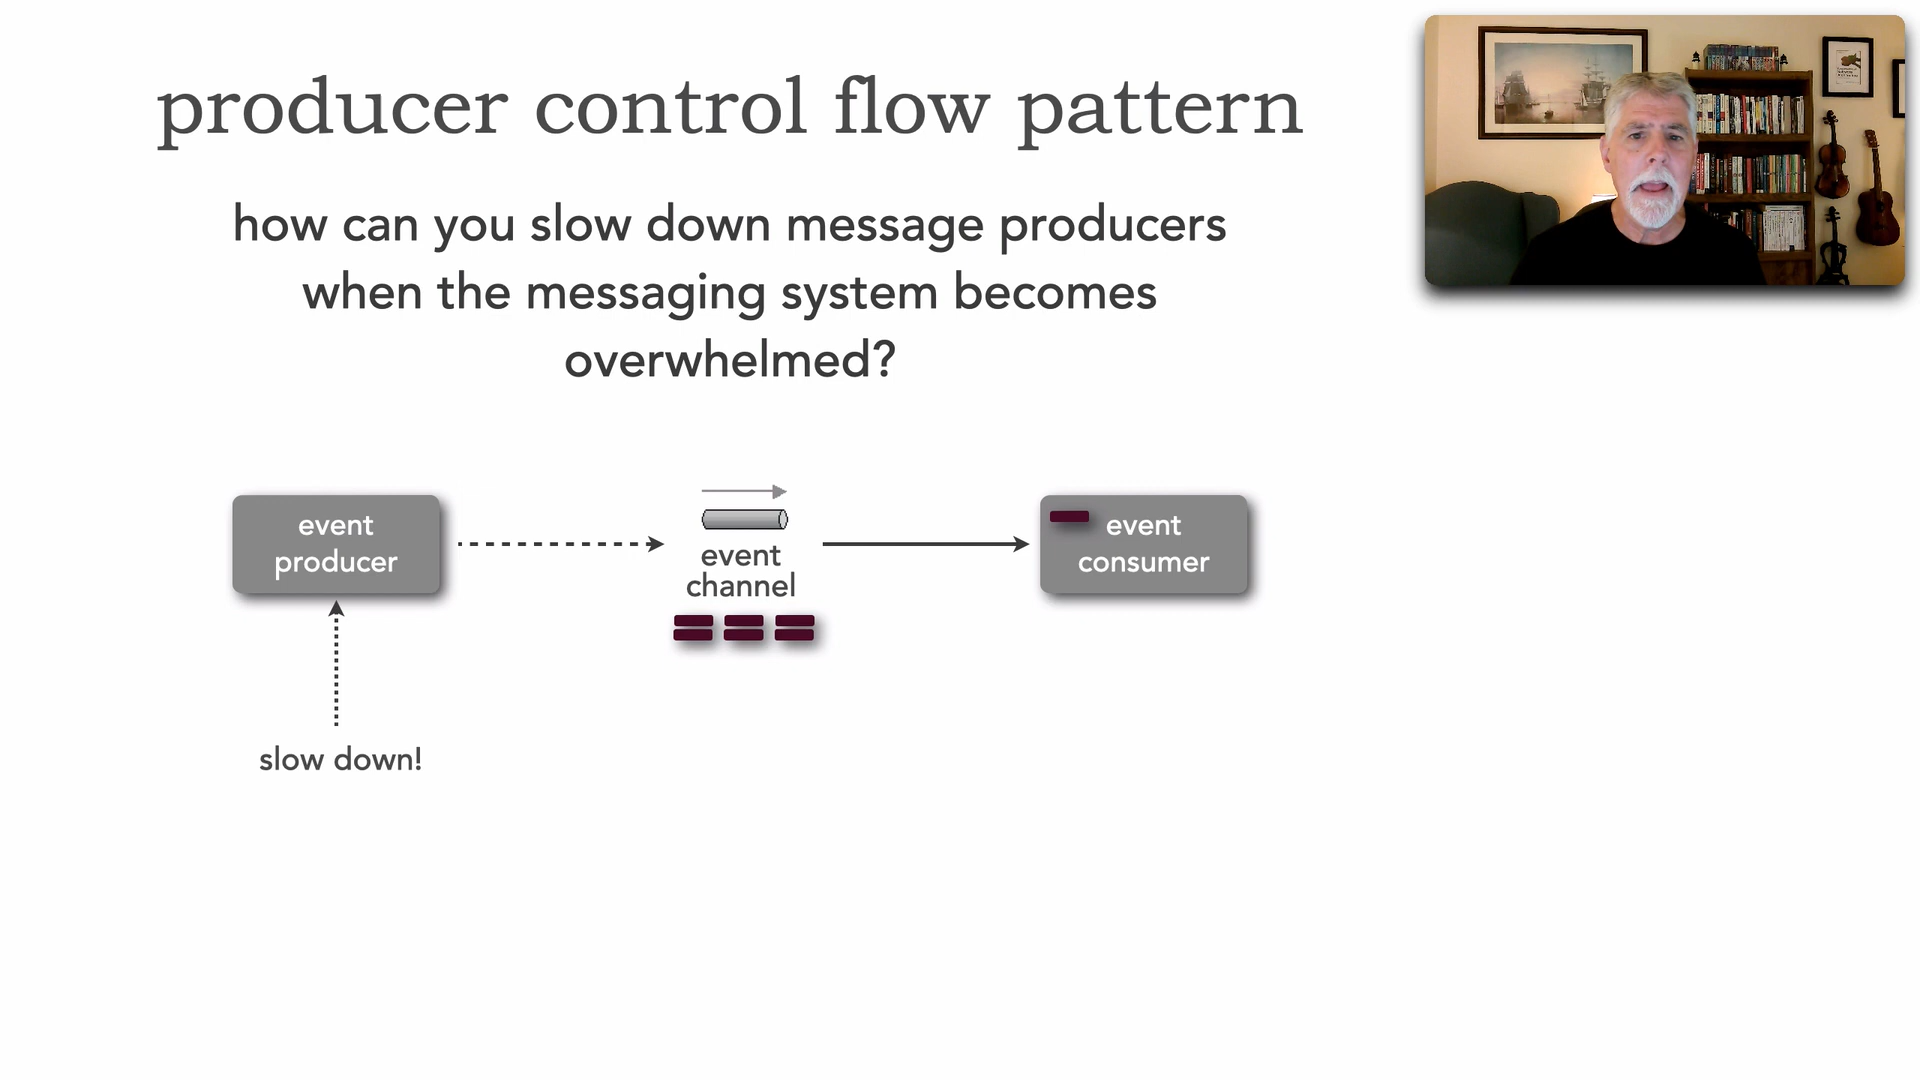 producer control flow pattern
how can you slow down message producers
when the messaging system becomes
overwhelmed?
event
producer
event
channel
event
consumer
slow down!